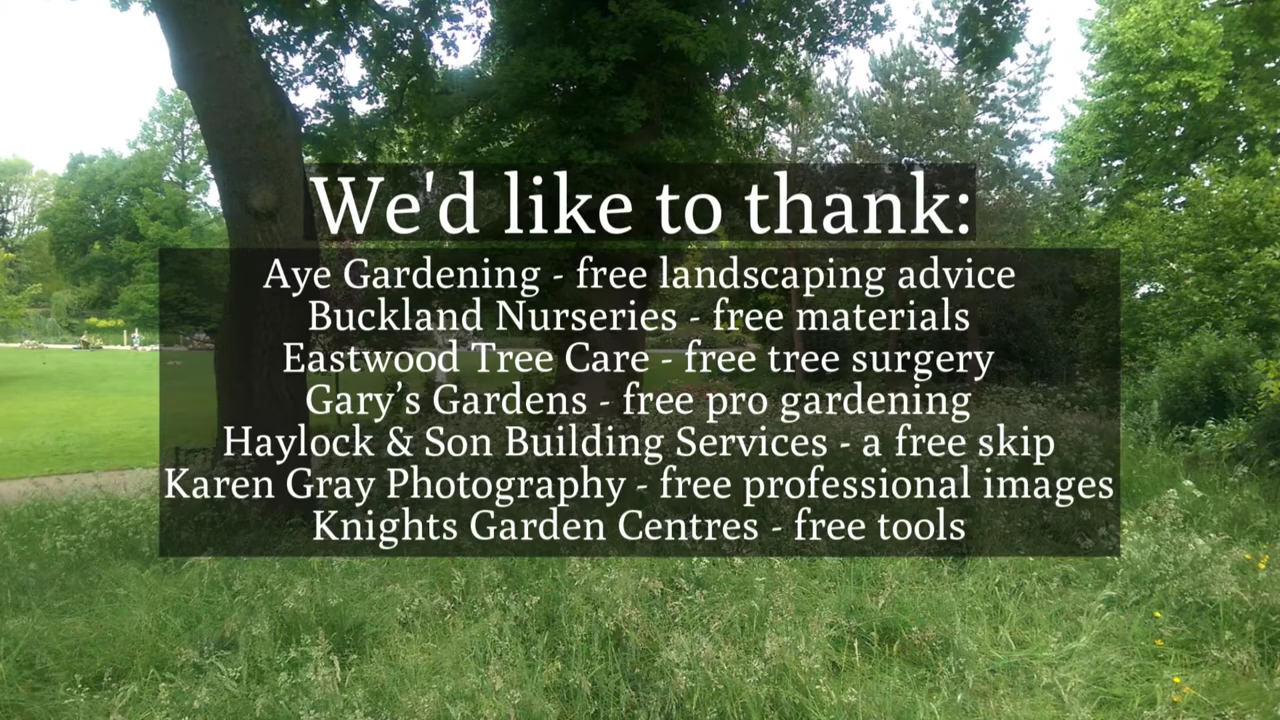 We'd like to thank:
Aye Gardening - free landscaping advice
Buckland Nurseries - free materials
Eastwood Tree Care - free tree surgery
Gary’s Gardens - free pro gardening
Haylock & Son Building Services - a free skip
Karen Gray Photography - free professional images
Knights Garden Centres - free tools